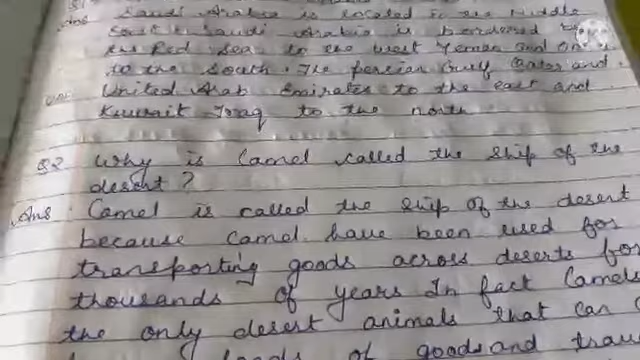 Ans Saudi Arabia is located in the Middle
East. Saudi Arabia is bordered by
the Red Sea to the west Yemen and
to the south. The persian Gulf Qatar and
United Arab Emirates to the east and
Kuwait Iraq to the north
Q2 Why is Camel called the ship of the
desert?
Ans. Camel is called the ship of the desert
because Camel have been used for
transporting goods across deserts for
thousands of years In fact Camels
the only desert animals that can
loads of goods and